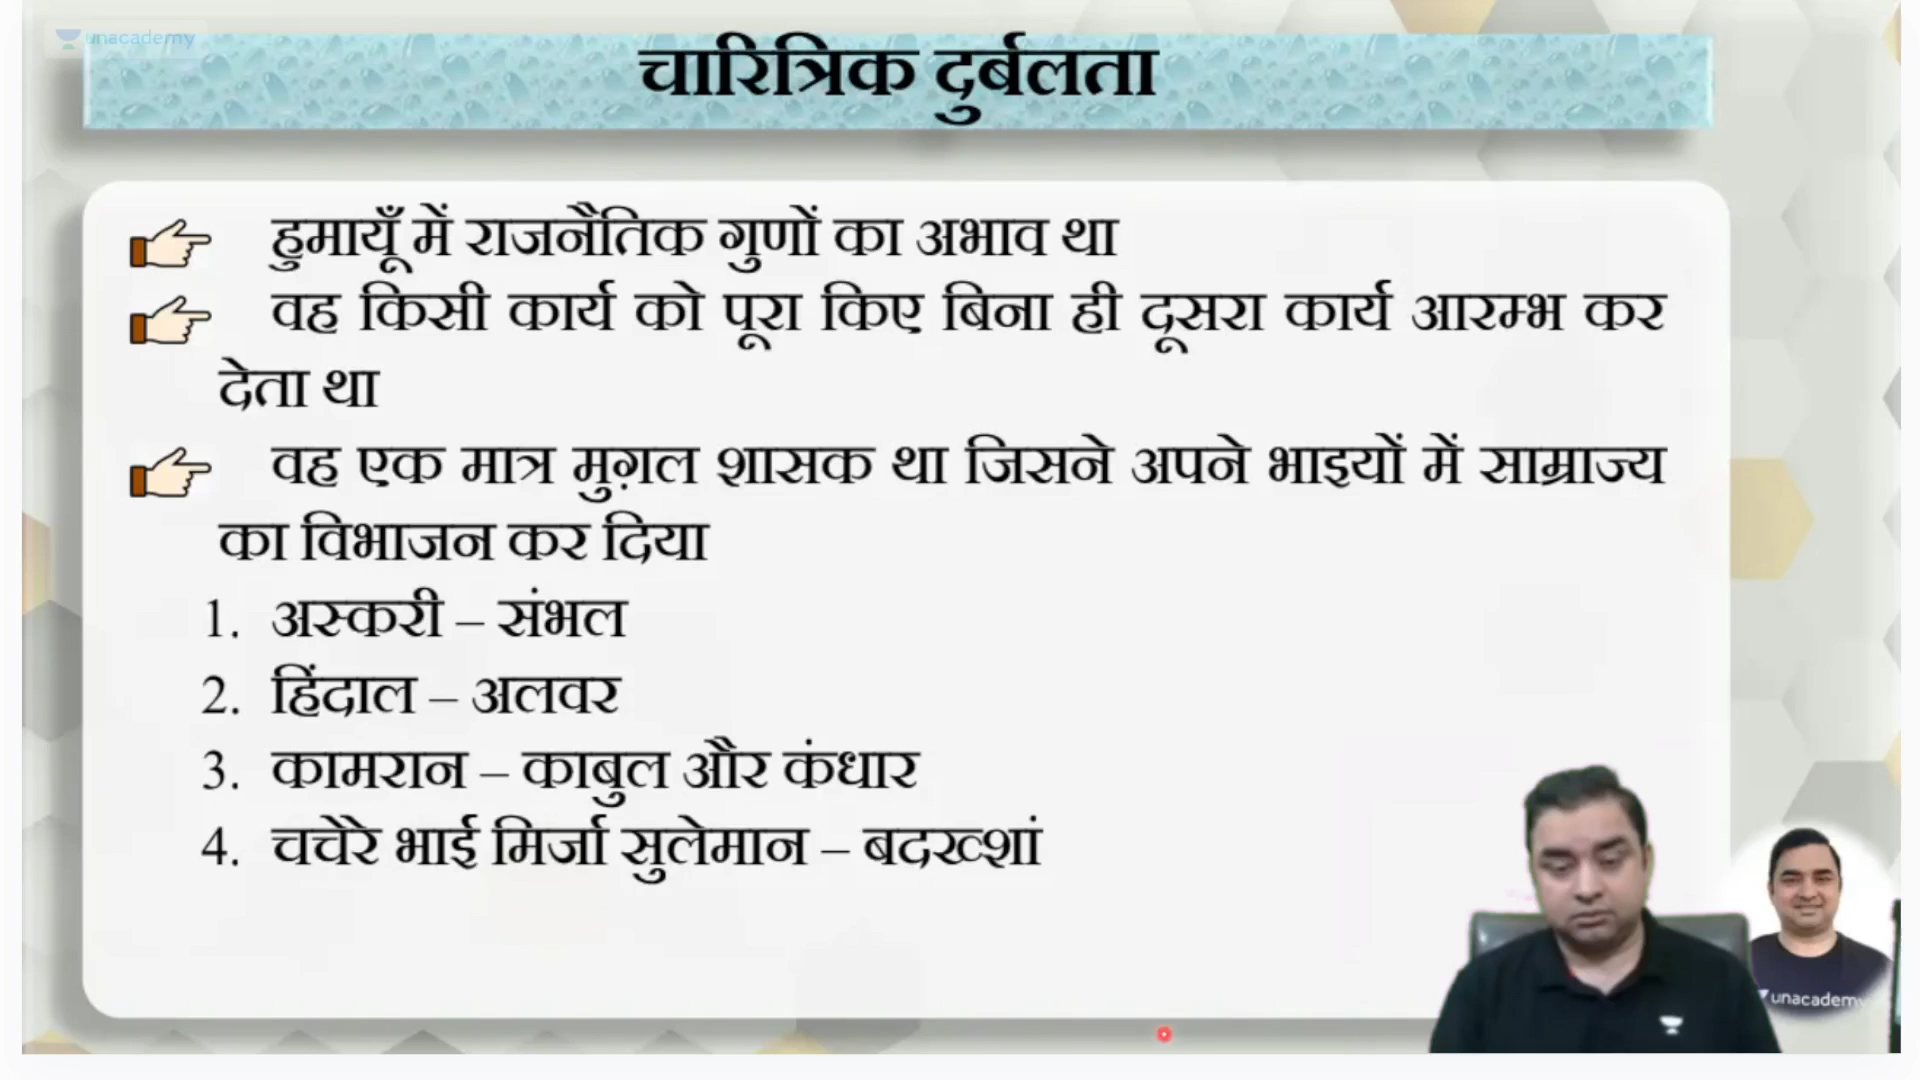 unacademy
चारित्रिक दुर्बलता
हुमायूँ में राजनैतिक गुणों का अभाव था
वह किसी कार्य को पूरा किए बिना ही दूसरा कार्य आरम्भ कर
देता था
वह एक मात्र मुग़ल शासक था जिसने अपने भाइयों में साम्राज्य
का विभाजन कर दिया
1. अस्करी – संभल
2. हिंदाल – अलवर
3. कामरान – काबुल और कंधार
4. चचेरे भाई मिर्जा सुलेमान – बदख्शां
unacademy